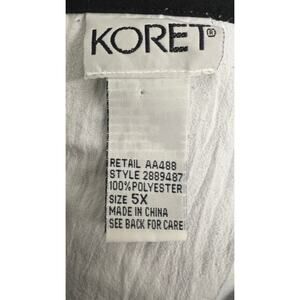 KORET®
RETAIL AA488
STYLE 2889487
100% POLYESTER
SIZE 5X
MADE IN CHINA
SEE BACK FOR CARE